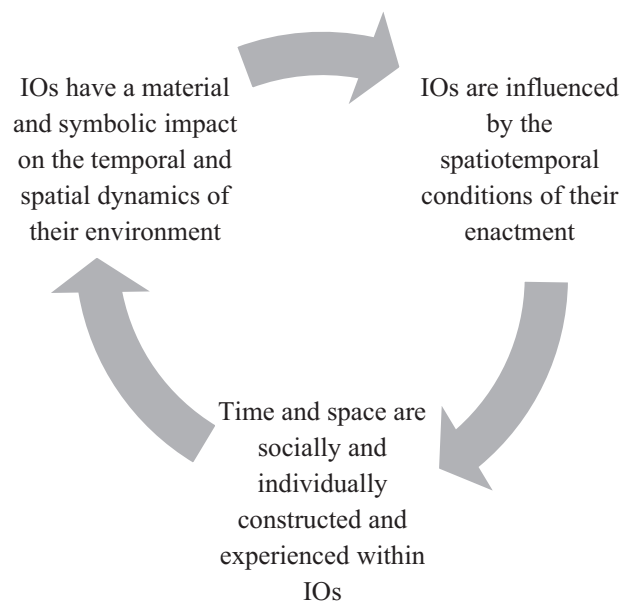 IOs have a material
and symbolic impact
on the temporal and
spatial dynamics of
their environment
IOs are influenced
by the
spatiotemporal
conditions of their
enactment
Time and space are
socially and
individually
constructed and
experienced within
IOs